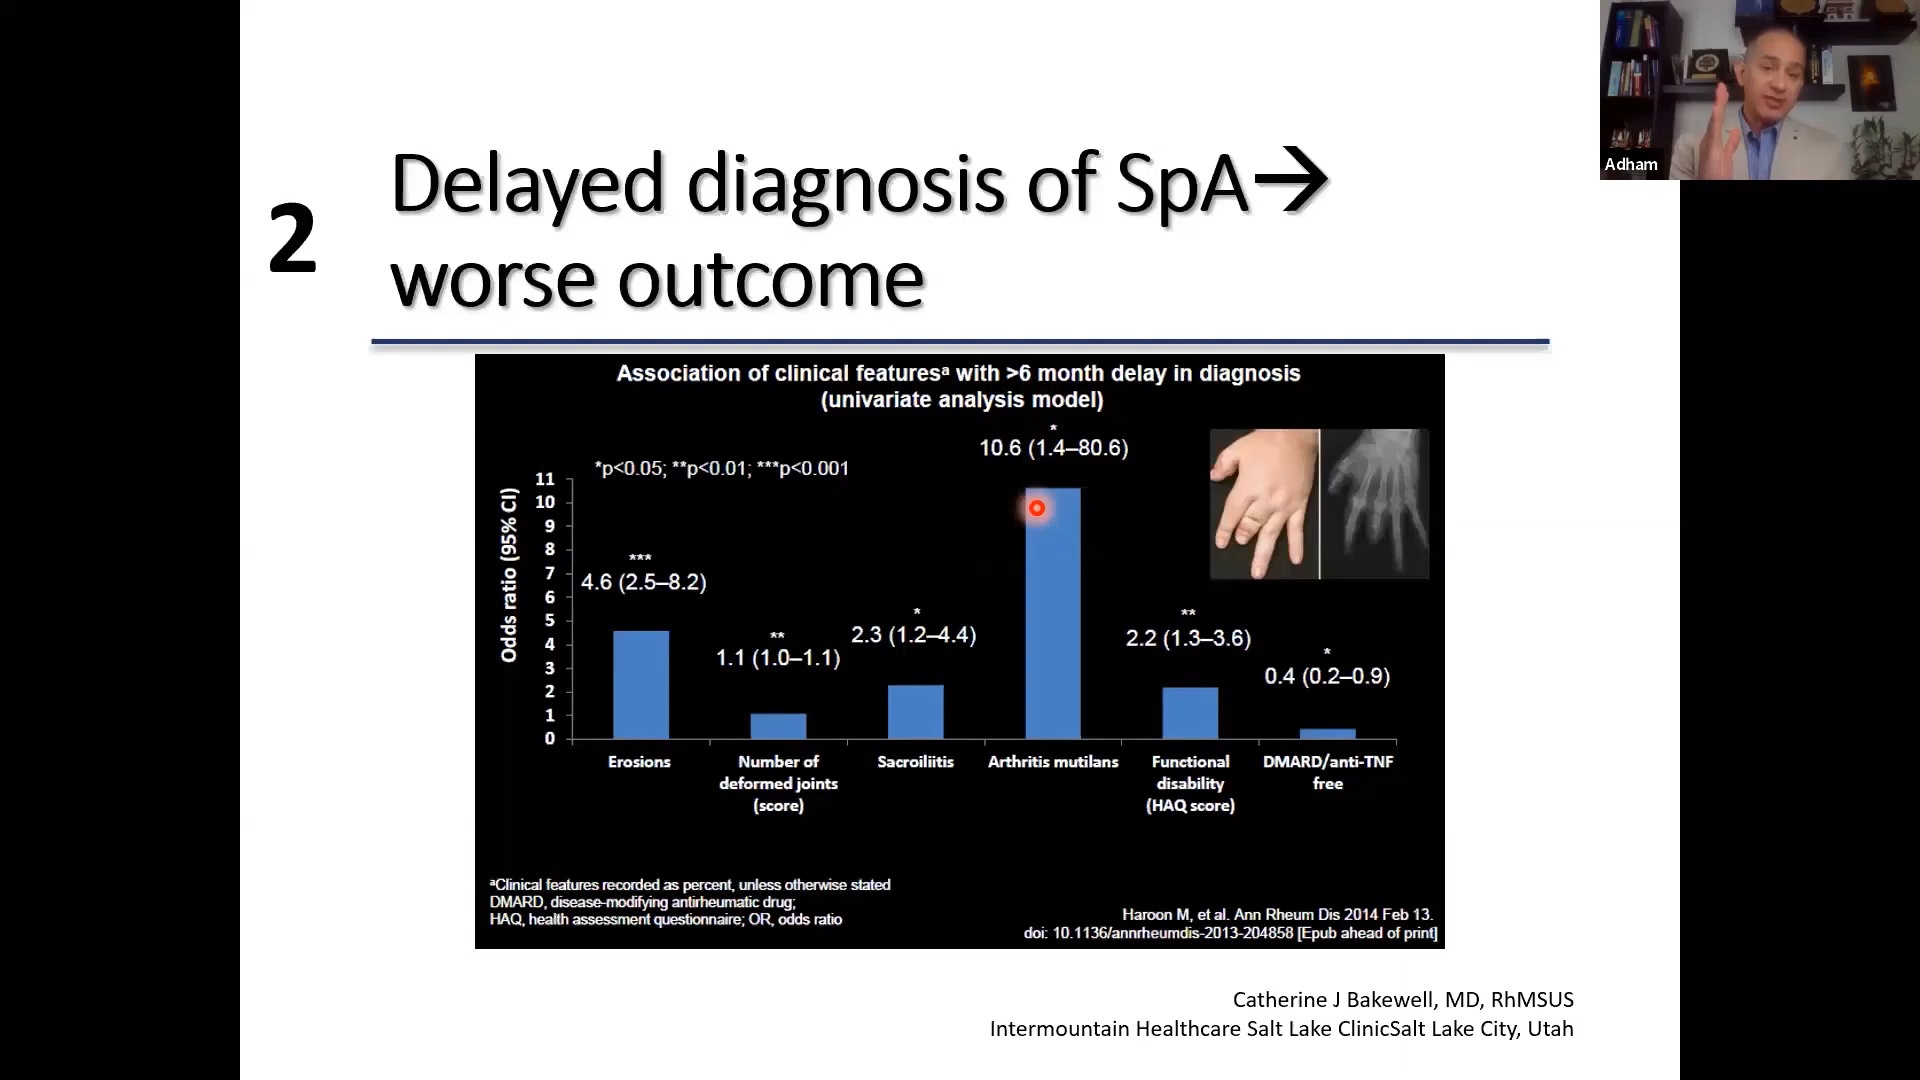 Adham
2
Delayed diagnosis of SpA→
worse outcome
Association of clinical featuresᵃ with >6 month delay in diagnosis
(univariate analysis model)
*p<0.05; **p<0.01; ***p<0.001
Odds ratio (95% CI)
11
10
9
8
7
6
5
4
3
2
1
0
***
4.6 (2.5–8.2)
**
1.1 (1.0–1.1)
*
2.3 (1.2–4.4)
*
10.6 (1.4–80.6)
**
2.2 (1.3–3.6)
*
0.4 (0.2–0.9)
Erosions
Number of
deformed joints
(score)
Sacroiliitis
Arthritis mutilans
Functional
disability
(HAQ score)
DMARD/anti-TNF
free
ᵃClinical features recorded as percent, unless otherwise stated
DMARD, disease-modifying antirheumatic drug;
HAQ, health assessment questionnaire; OR, odds ratio
Haroon M, et al. Ann Rheum Dis 2014 Feb 13.
doi: 10.1136/annrheumdis-2013-204858 [Epub ahead of print]
Catherine J Bakewell, MD, RhMSUS
Intermountain Healthcare Salt Lake ClinicSalt Lake City, Utah